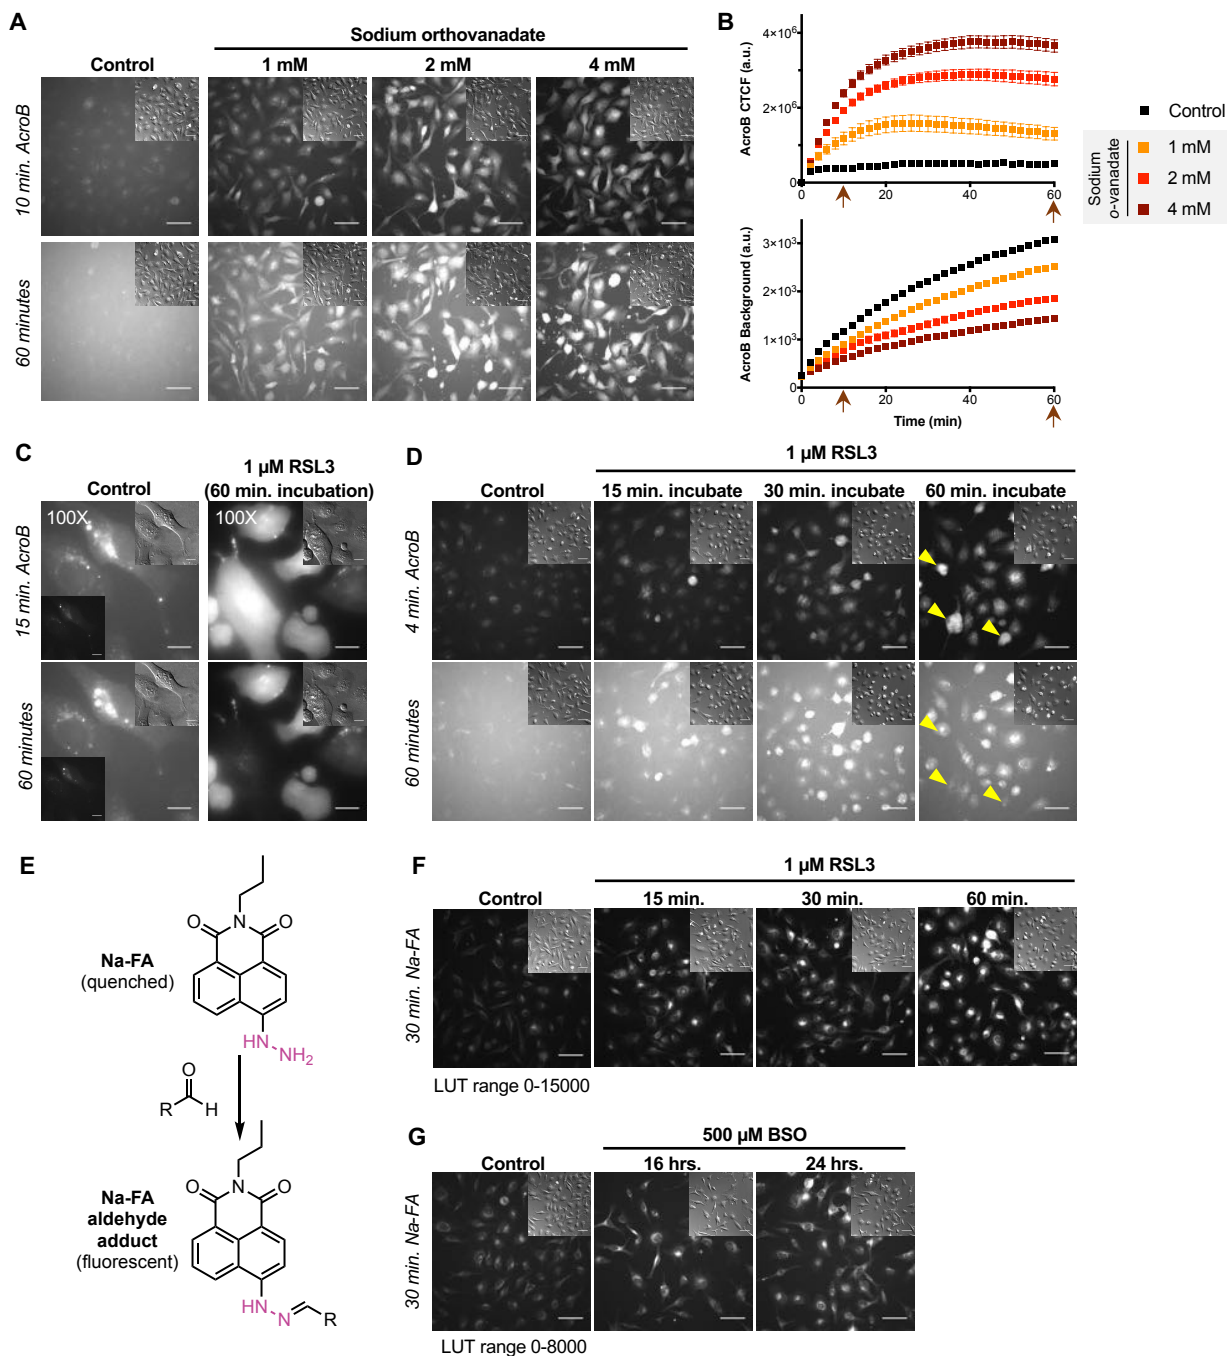 A
Sodium orthovanadate
Control
1 mM
2 mM
4 mM
10 min. AcroB
60 minutes
B
AcroB CTCF (a.u.)
4×10⁶
2×10⁶
0
0
20
40
60
AcroB Background (a.u.)
3×10³
2×10³
1×10³
0
0
20
40
60
Time (min)
Control
Sodium
o-vanadate
1 mM
2 mM
4 mM
C
Control
1 µM RSL3
(60 min. incubation)
100X
100X
15 min. AcroB
60 minutes
D
1 µM RSL3
Control
15 min. incubate
30 min. incubate
60 min. incubate
4 min. AcroB
60 minutes
E
O
N
O
Na-FA
(quenched)
HN
NH₂
O
R
H
O
N
O
Na-FA
aldehyde
adduct
(fluorescent)
HN
N
R
F
1 µM RSL3
Control
15 min.
30 min.
60 min.
30 min. Na-FA
LUT range 0-15000
G
500 µM BSO
Control
16 hrs.
24 hrs.
30 min. Na-FA
LUT range 0-8000